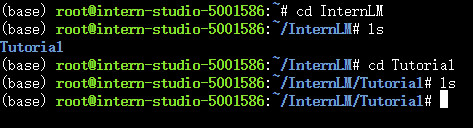 (base) root@intern-studio-5001586:~# cd InternLM
(base) root@intern-studio-5001586:~/InternLM# ls
Tutorial
(base) root@intern-studio-5001586:~/InternLM# cd Tutorial
(base) root@intern-studio-5001586:~/InternLM/Tutorial# ls
(base) root@intern-studio-5001586:~/InternLM/Tutorial#